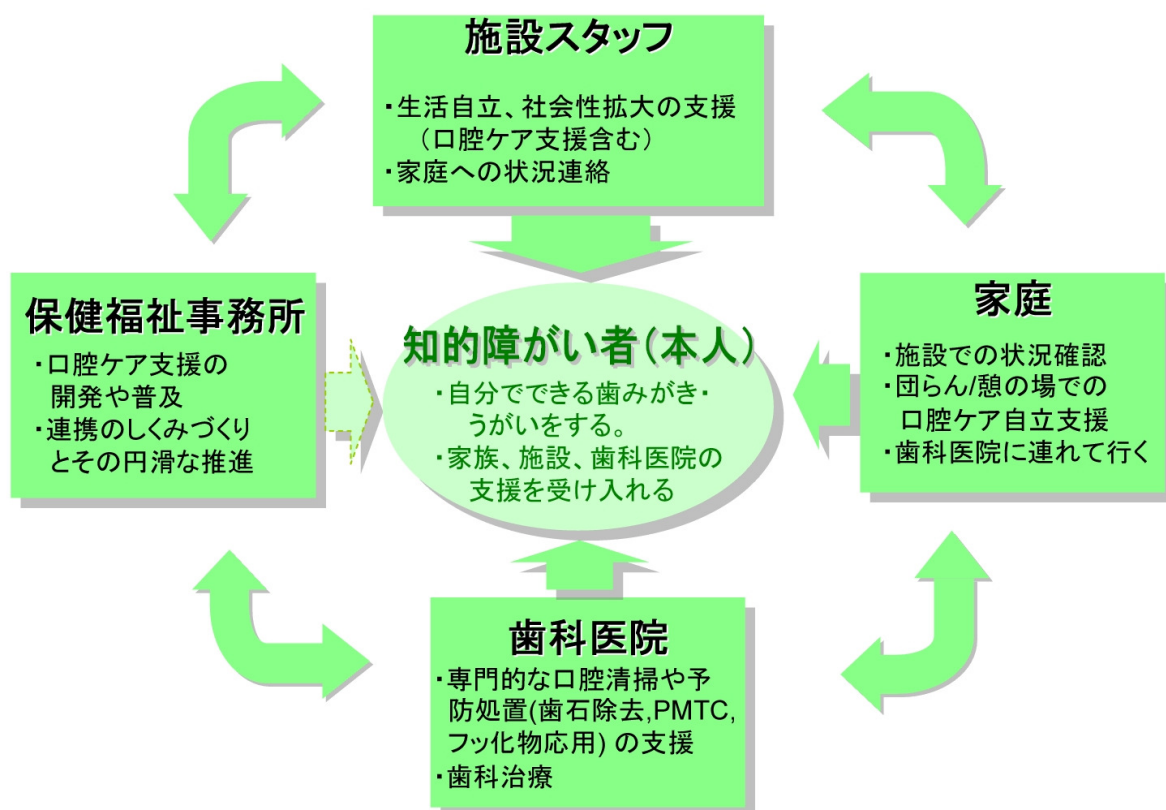 施設スタッフ
・生活自立、社会性拡大の支援
（口腔ケア支援含む）
・家庭への状況連絡
保健福祉事務所
・口腔ケア支援の
開発や普及
・連携のしくみづくり
とその円滑な推進
知的障がい者（本人）
・自分でできる歯みがき・
うがいをする。
・家族、施設、歯科医院の
支援を受け入れる
家庭
・施設での状況確認
・団らん/憩の場での
口腔ケア自立支援
・歯科医院に連れて行く
歯科医院
・専門的な口腔清掃や予
防処置(歯石除去,PMTC,
フッ化物応用) の支援
・歯科治療